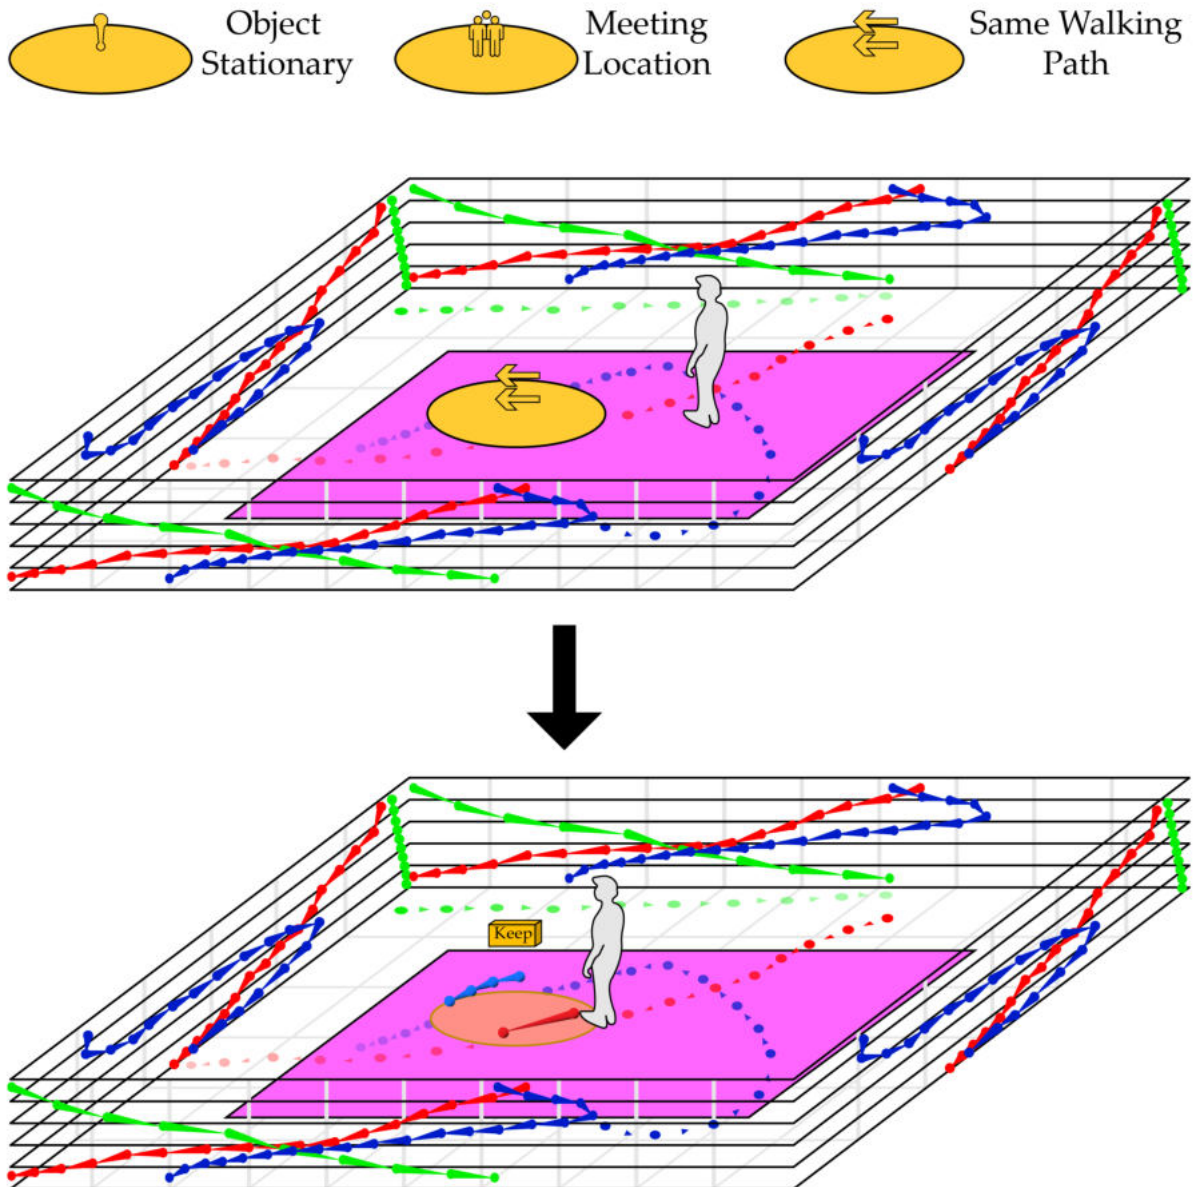 Object
Stationary
Meeting
Location
Same Walking
Path
Keep